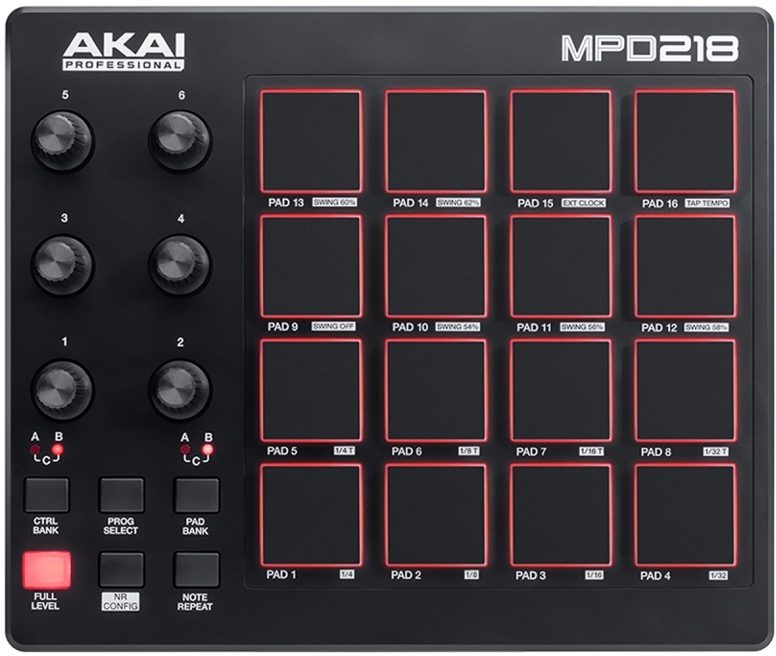 AKAI
PROFESSIONAL
MPD218
5 6
PAD 13 SWING 60% PAD 14 SWING 62% PAD 15 EXT CLOCK PAD 16 TAP TEMPO
3 4
PAD 9 SWING OFF PAD 10 SWING 54% PAD 11 SWING 56% PAD 12 SWING 58%
1 2
A B A B
C C
PAD 5 1/4 T PAD 6 1/8 T PAD 7 1/16 T PAD 8 1/32 T
CTRL
BANK
PROG
SELECT
PAD
BANK
PAD 1 1/4 PAD 2 1/8 PAD 3 1/16 PAD 4 1/32
FULL
LEVEL
NR
CONFIG
NOTE
REPEAT